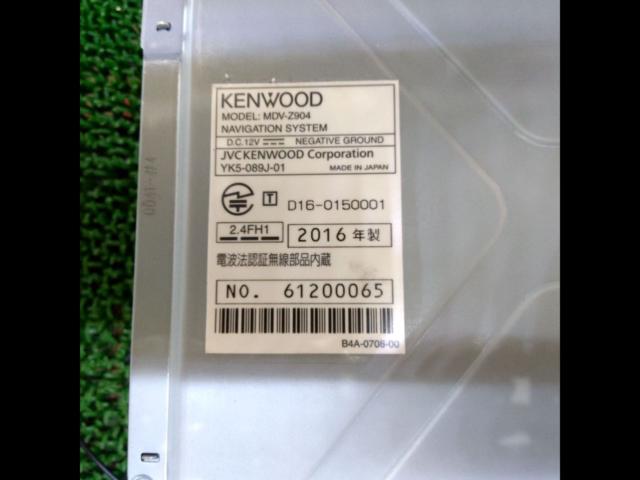 KENWOOD
MODEL: MDV-Z904
NAVIGATION SYSTEM
D.C.12V NEGATIVE GROUND
JVCKENWOOD Corporation
YK5-089J-01 MADE IN JAPAN
T D16-0150001
2.4FH1 2016年製
電波法認証無線部品内蔵
NO. 61200065
B4A-0706-00